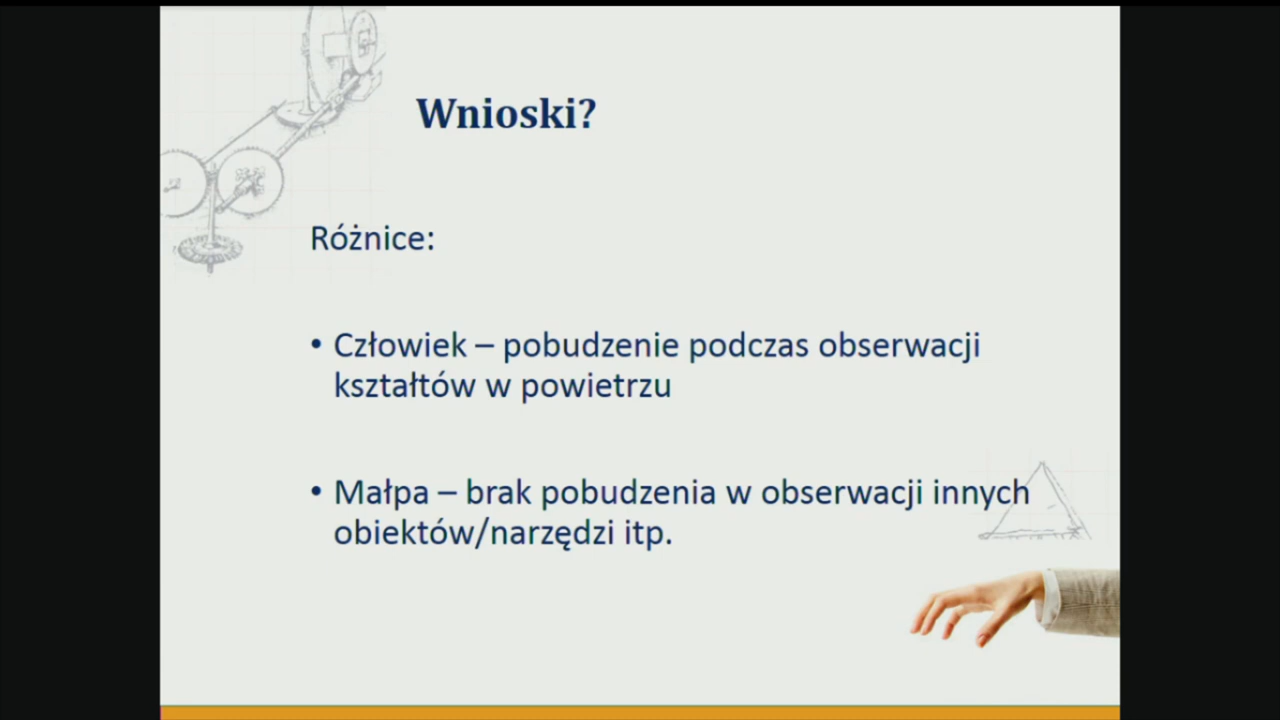 Wnioski?
Różnice:
• Człowiek – pobudzenie podczas obserwacji
kształtów w powietrzu
• Małpa – brak pobudzenia w obserwacji innych
obiektów/narzędzi itp.